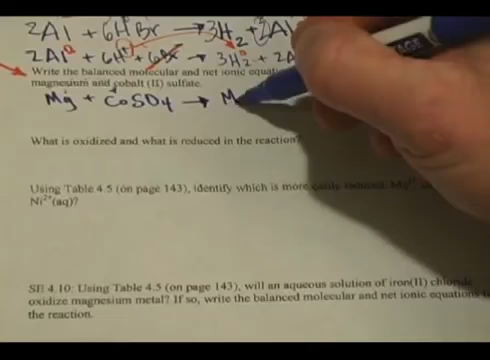 2Al + 6HBr → 3H2 + 2Al
2Al + 6H + 6Br → 3H2 + 2A
Write the balanced molecular and net ionic equatio
magnesium and cobalt (II) sulfate.
Mg + CoSO4 → M
What is oxidized and what is reduced in the reaction?
Using Table 4.5 (on page 143), identify which is more easily reduced,
Ni2+(aq)?
SE 4.10: Using Table 4.5 (on page 143), will an aqueous solution of iron(II) chloride
oxidize magnesium metal? If so, write the balanced molecular and net ionic equations
the reaction.